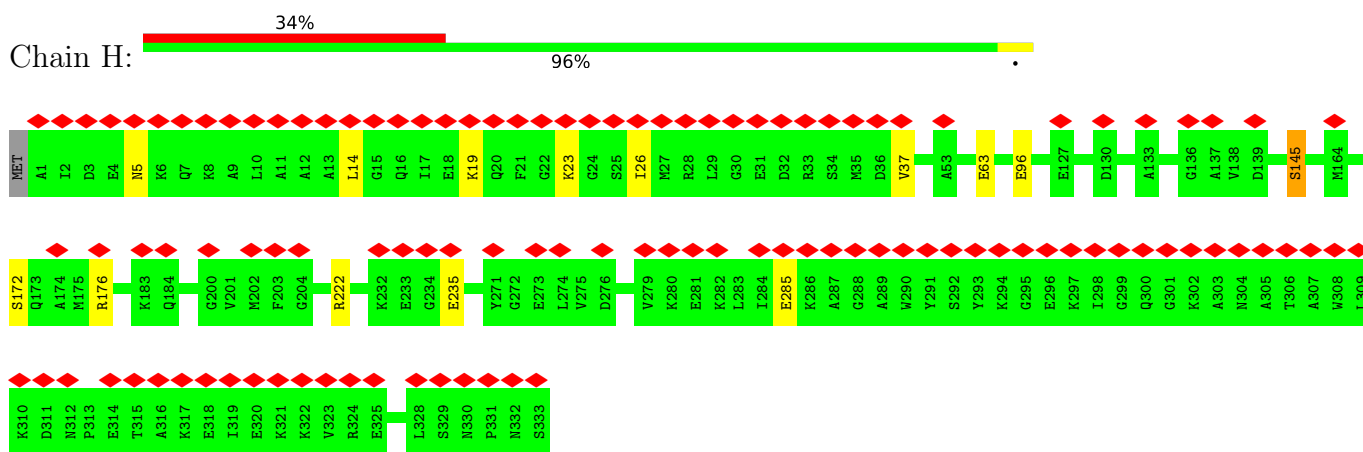 34%
Chain H:
96%
MET A1 I2 D3 E4 N5 K6 Q7 K8 A9 L10 A11 A12 A13 L14 G15 Q16 I17 E18 K19 Q20 F21 G22 K23 G24 S25 I26 M27 R28 L29 G30 E31 D32 R33 S34 M35 D36 V37 A53 E63 E96 E127 D130 A133 G136 A137 V138 D139 S145 M164
S172 Q173 A174 M175 R176 K183 Q184 G200 V201 M202 F203 G204 R222 K232 E233 G234 E235 Y271 G272 E273 L274 V275 D276 V279 K280 E281 K282 L283 I284 E285 K286 A287 G288 A289 W290 Y291 S292 Y293 K294 G295 E296 K297 I298 G299 Q300 G301 K302 A303 N304 A305 T306 A307 W308 L309
K310 D311 N312 P313 E314 T315 A316 K317 E318 I319 E320 K321 K322 V323 R324 E325 L328 S329 N330 P331 N332 S333